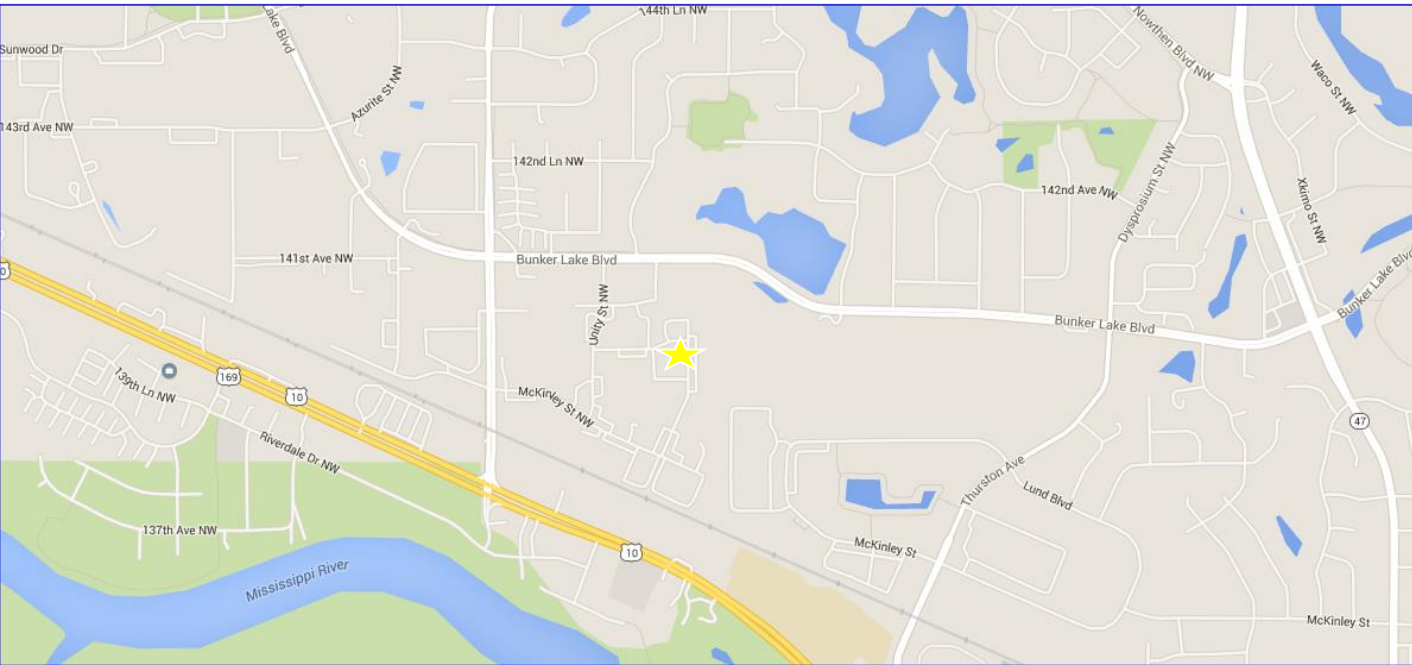 144th Ln NW
Lake Blvd
Nowthen Blvd NW
Sunwood Dr
Azurite St NW
Waco St NW
143rd Ave NW
142nd Ln NW
142nd Ave NW
Dysprosium St NW
Xkimo St NW
141st Ave NW
Bunker Lake Blvd
Bunker Lake Blvd
Unity St NW
Bunker Lake Blvd
139th Ln NW
169
10
McKinley St NW
47
Riverdale Dr NW
Thurston Ave
Lund Blvd
137th Ave NW
10
McKinley St
Mississippi River
McKinley St